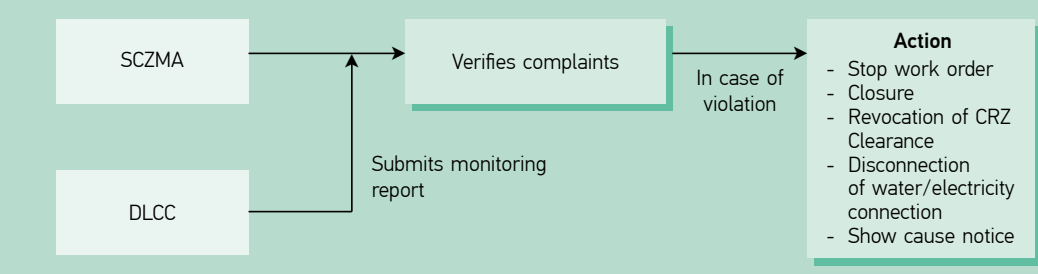 SCZMA
Verifies complaints
In case of
violation
Action
- Stop work order
- Closure
- Revocation of CRZ
Clearance
- Disconnection
of water/electricity
connection
- Show cause notice
Submits monitoring
report
DLCC